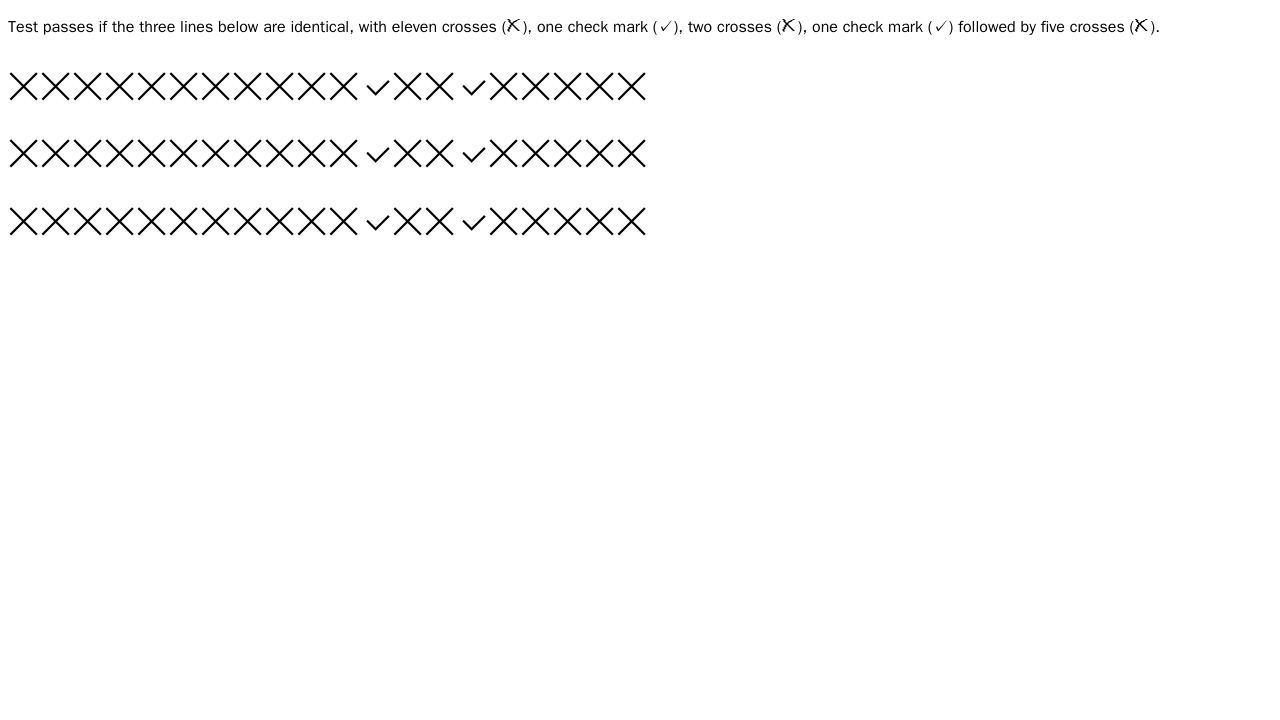 Test passes if the three lines below are identical, with eleven crosses (✗), one check mark (✓), two crosses (✗), one check mark (✓) followed by five crosses (✗).
╳╳╳╳╳╳╳╳╳╳╳✓╳╳✓╳╳╳╳╳
╳╳╳╳╳╳╳╳╳╳╳✓╳╳✓╳╳╳╳╳
╳╳╳╳╳╳╳╳╳╳╳✓╳╳✓╳╳╳╳╳